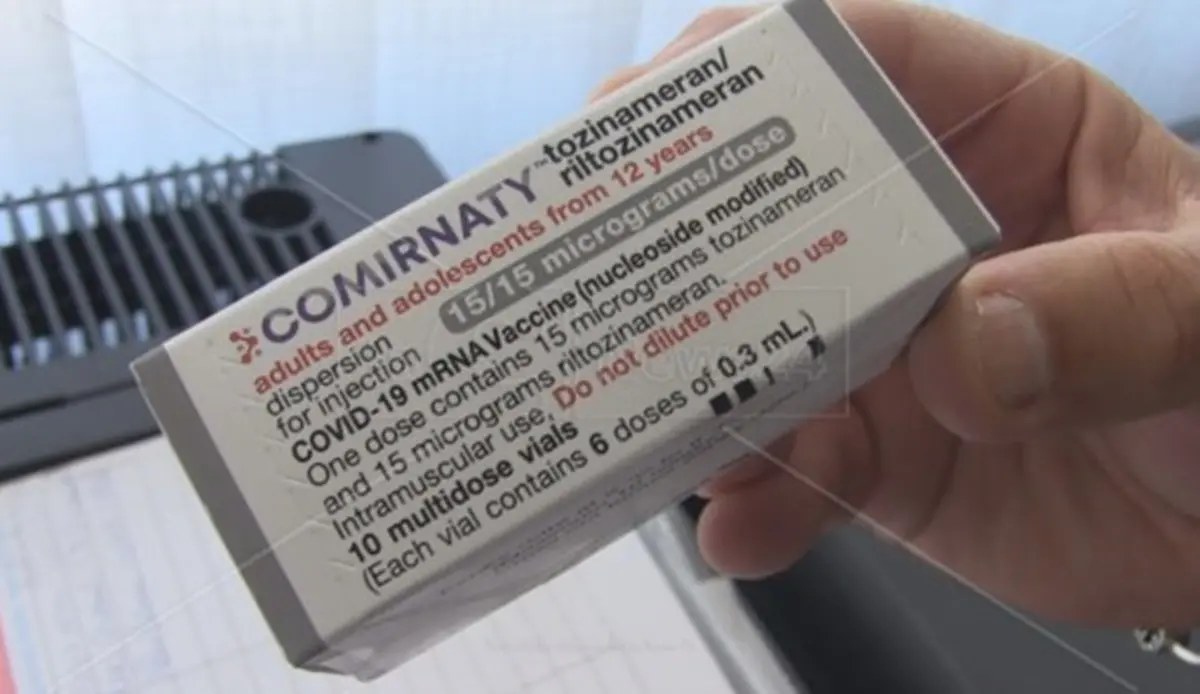 COMIRNATY™ tozinameran/
riltozinameran
adults and adolescents from 12 years
15/15 micrograms/dose
dispersion
for injection
COVID-19 mRNA Vaccine (nucleoside modified)
One dose contains 15 micrograms tozinameran
and 15 micrograms riltozinameran.
Intramuscular use. Do not dilute prior to use
10 multidose vials
(Each vial contains 6 doses of 0.3 mL.)